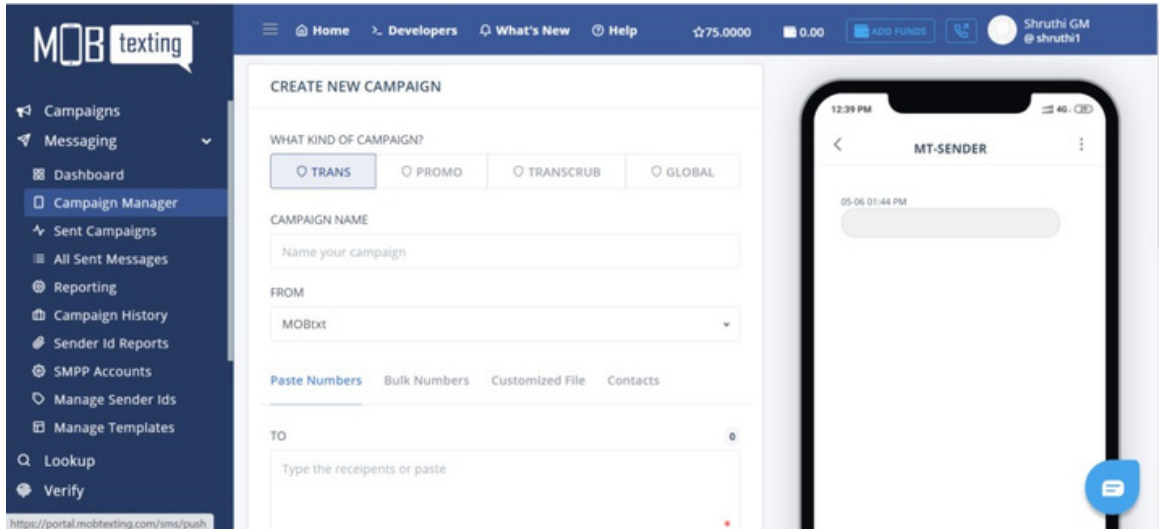 MOB texting
Home Developers What's New Help 75.0000 0.00 ADD FUNDS Shruthi GM
@ shruthi1
Campaigns
Messaging
Dashboard
Campaign Manager
Sent Campaigns
All Sent Messages
Reporting
Campaign History
Sender Id Reports
SMPP Accounts
Manage Sender Ids
Manage Templates
Lookup
Verify
https://portal.mobtexting.com/sms/push
CREATE NEW CAMPAIGN
WHAT KIND OF CAMPAIGN?
TRANS PROMO TRANSCRUB GLOBAL
CAMPAIGN NAME
Name your campaign
FROM
MOBtxt
Paste Numbers Bulk Numbers Customized File Contacts
TO 0
Type the receipents or paste
12:39 PM 4G
MT-SENDER
05-06 01:44 PM